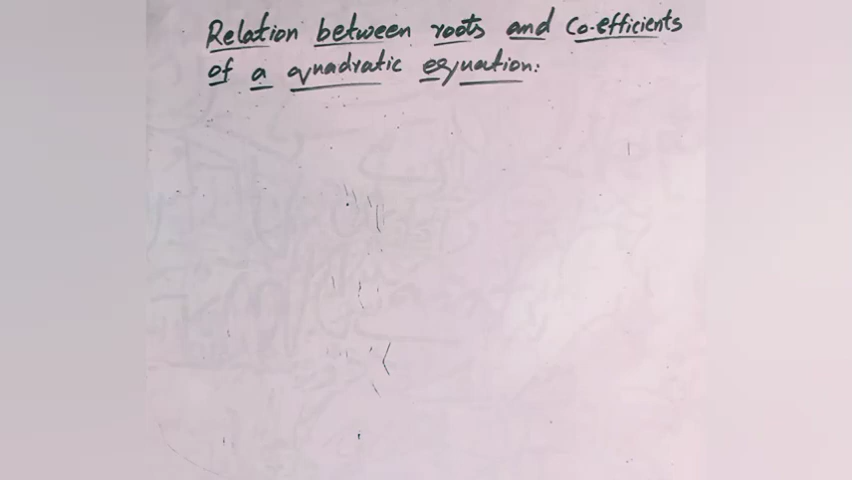 Relation between roots and Co-efficients
of a quadratic equation: